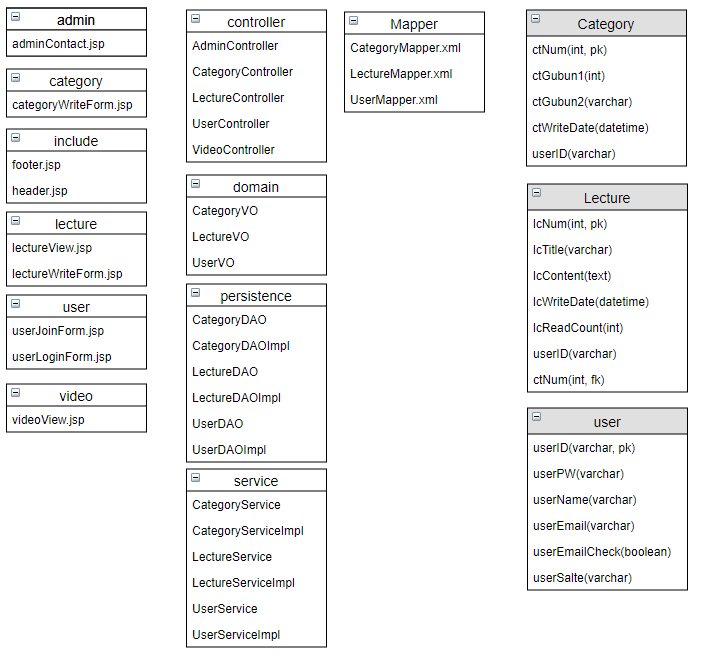 admin
adminContact.jsp
category
categoryWriteForm.jsp
include
footer.jsp
header.jsp
lecture
lectureView.jsp
lectureWriteForm.jsp
user
userJoinForm.jsp
userLoginForm.jsp
video
videoView.jsp
controller
AdminController
CategoryController
LectureController
UserController
VideoController
domain
CategoryVO
LectureVO
UserVO
persistence
CategoryDAO
CategoryDAOImpl
LectureDAO
LectureDAOImpl
UserDAO
UserDAOImpl
service
CategoryService
CategoryServiceImpl
LectureService
LectureServiceImpl
UserService
UserServiceImpl
Mapper
CategoryMapper.xml
LectureMapper.xml
UserMapper.xml
Category
ctNum(int, pk)
ctGubun1(int)
ctGubun2(varchar)
ctWriteDate(datetime)
userID(varchar)
Lecture
lcNum(int, pk)
lcTitle(varchar)
lcContent(text)
lcWriteDate(datetime)
lcReadCount(int)
userID(varchar)
ctNum(int, fk)
user
userID(varchar, pk)
userPW(varchar)
userName(varchar)
userEmail(varchar)
userEmailCheck(boolean)
userSalte(varchar)